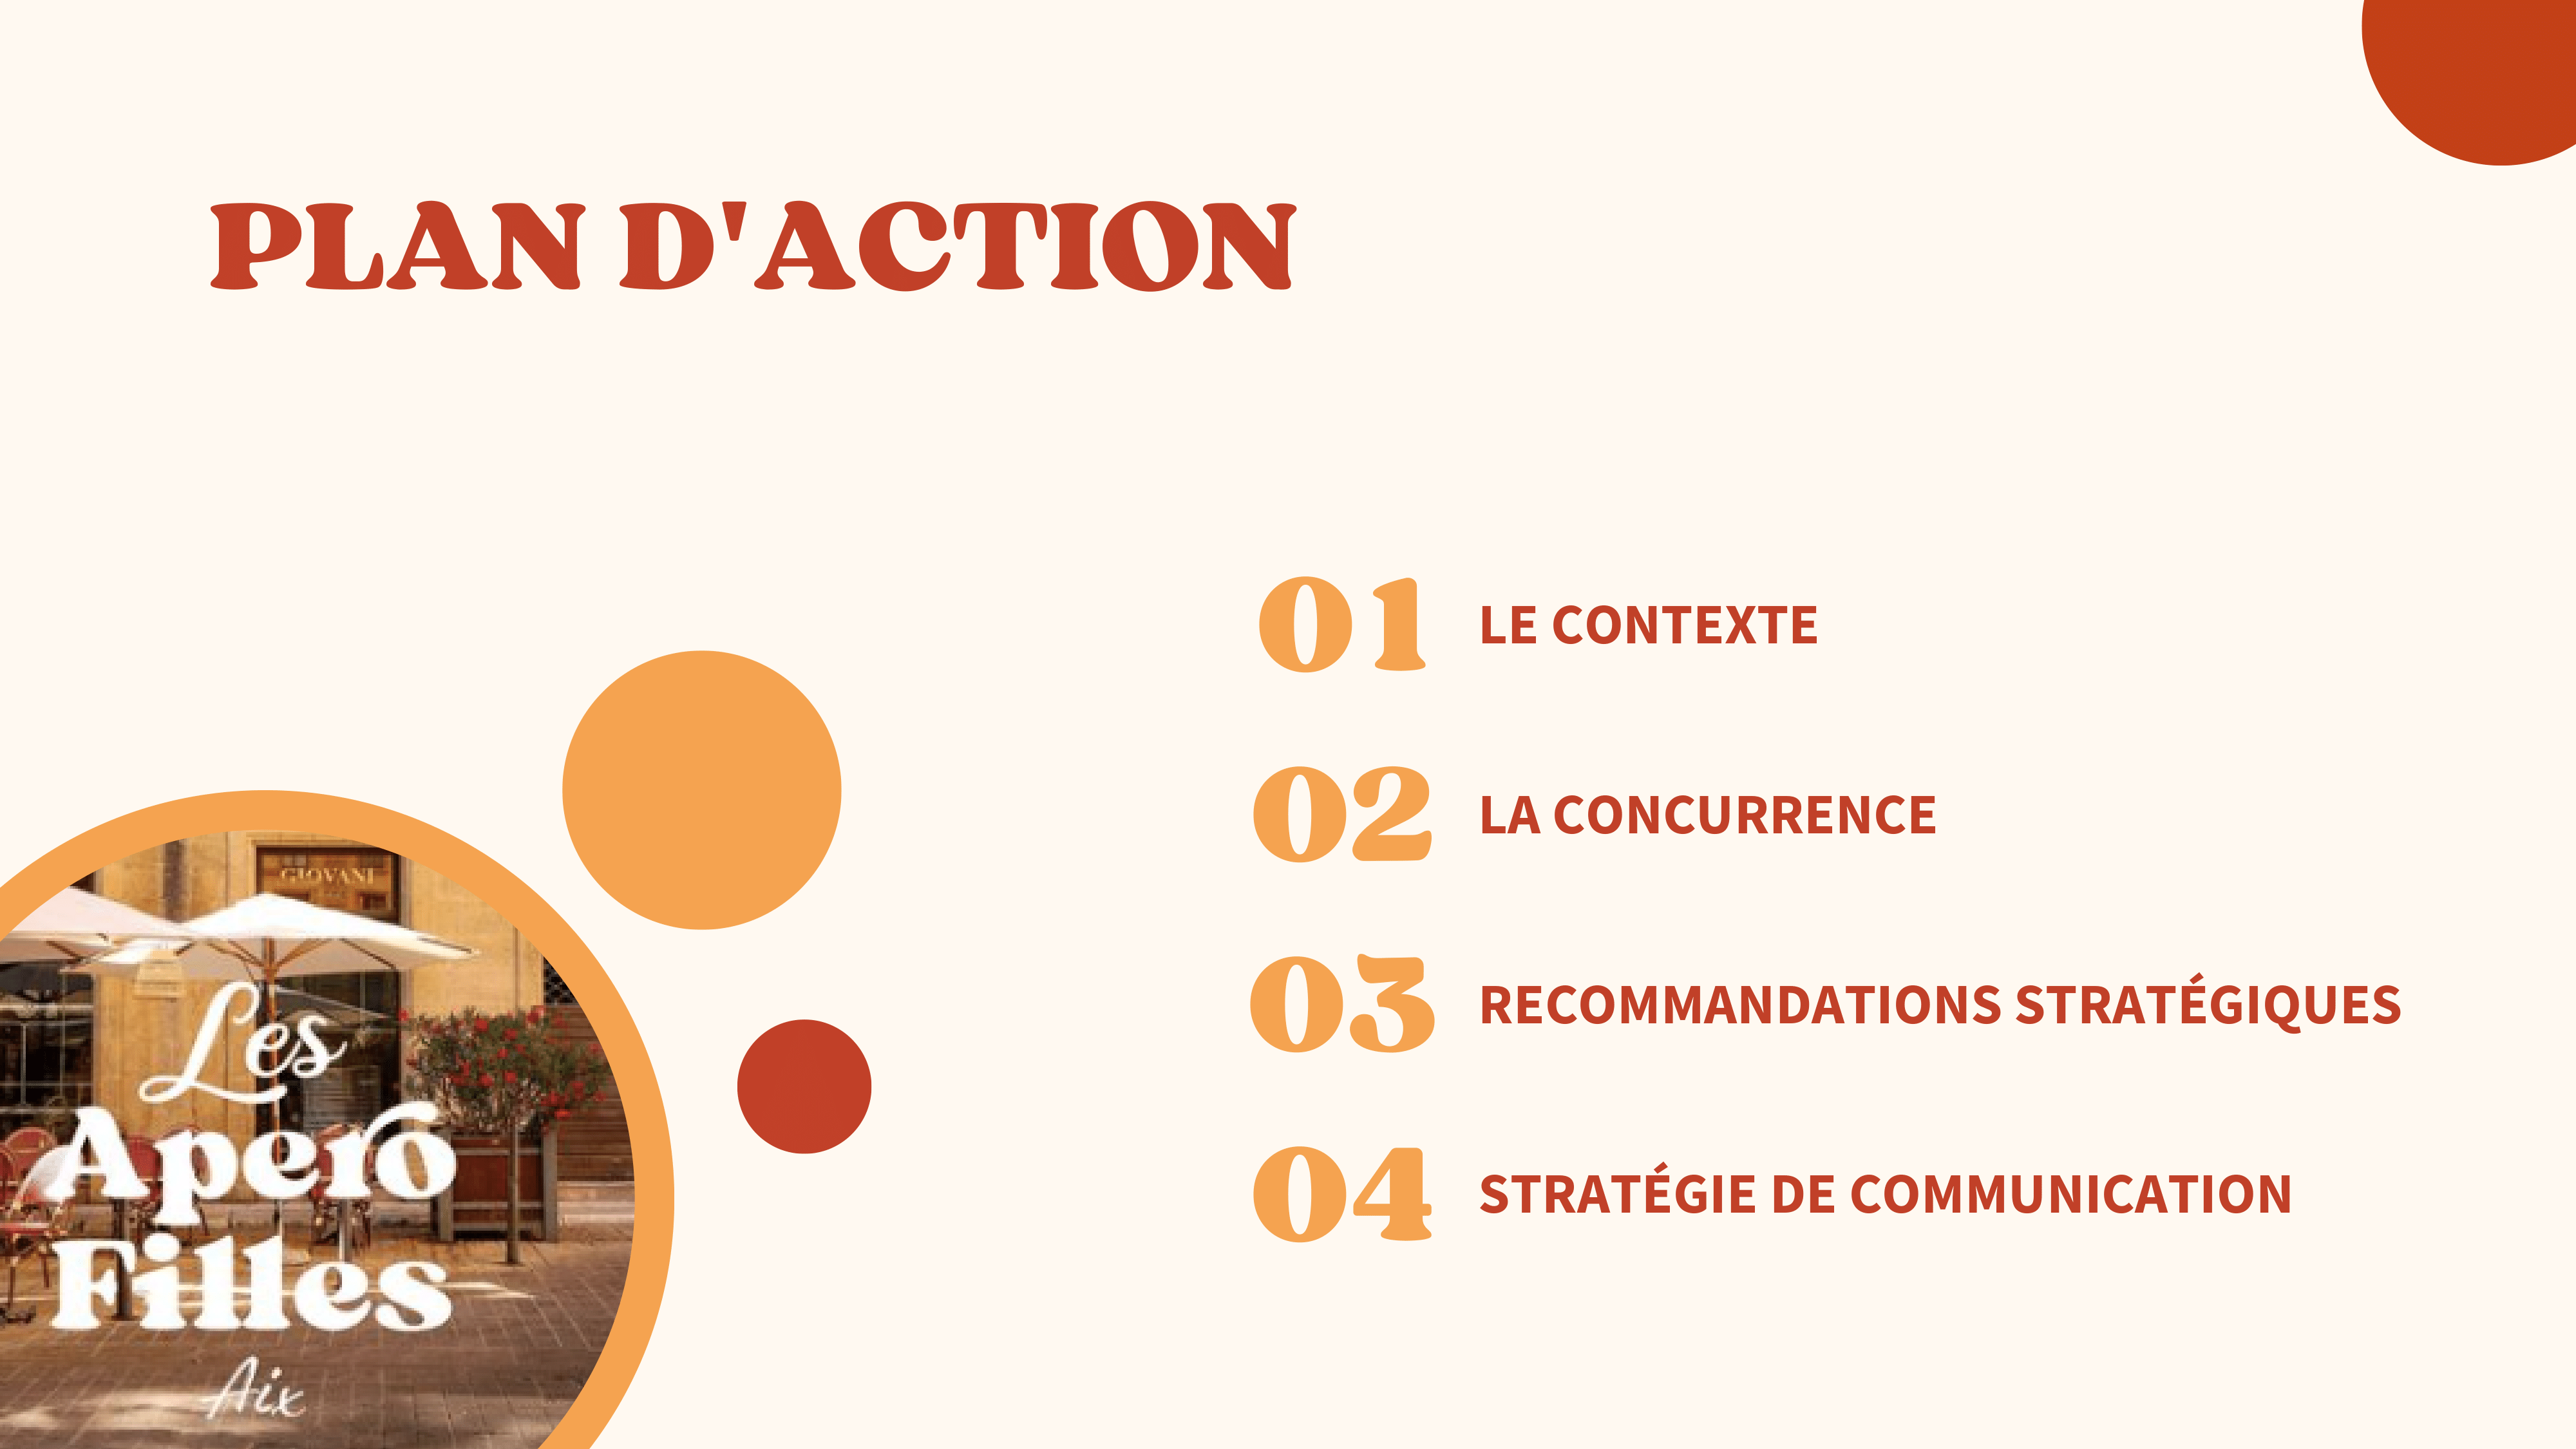 PLAN D'ACTION
01 LE CONTEXTE
02 LA CONCURRENCE
03 RECOMMANDATIONS STRATÉGIQUES
04 STRATÉGIE DE COMMUNICATION
GIOVANI
Les
Apero
Filles
Aix